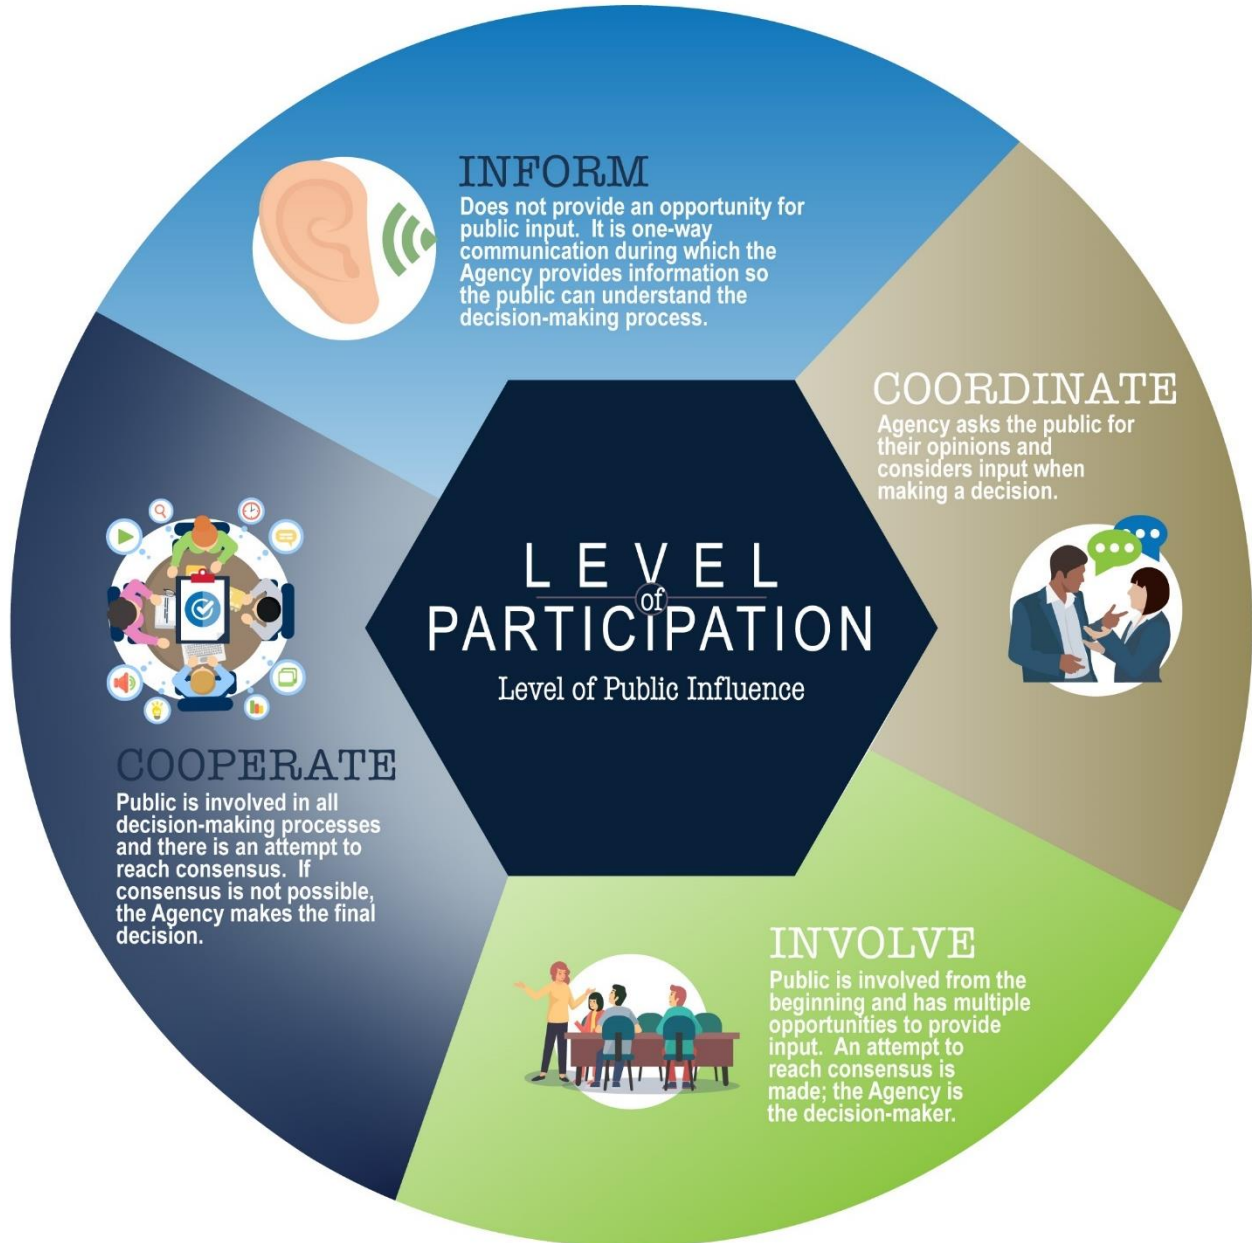 INFORM
Does not provide an opportunity for
public input.  It is one-way
communication during which the
Agency provides information so
the public can understand the
decision-making process.
COORDINATE
Agency asks the public for
their opinions and
considers input when
making a decision.
LEVEL
of
PARTICIPATION
Level of Public Influence
INVOLVE
Public is involved from the
beginning and has multiple
opportunities to provide
input.  An attempt to
reach consensus is
made; the Agency is
the decision-maker.
COOPERATE
Public is involved in all
decision-making processes
and there is an attempt to
reach consensus.  If
consensus is not possible,
the Agency makes the final
decision.